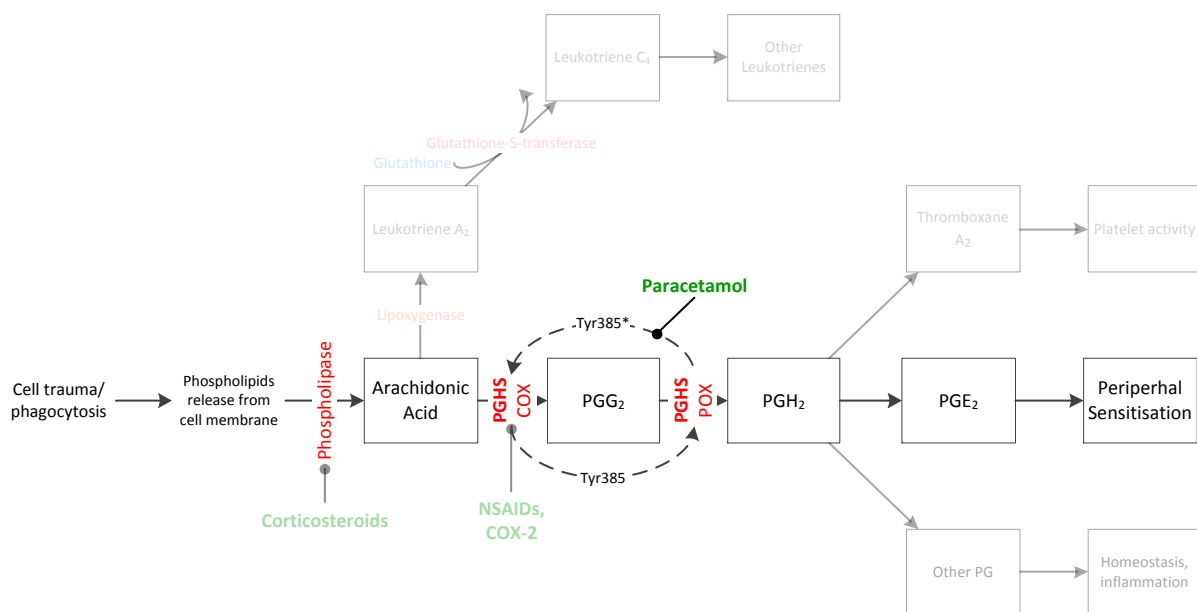 Leukotriene C4
Other
Leukotrienes
Glutathione-S-transferase
Glutathione
Leukotriene A2
Thromboxane
A2
Platelet activity
Paracetamol
Lipoxygenase
Tyr385*
Cell trauma/
phagocytosis
Phospholipids
release from
cell membrane
Phospholipase
Arachidonic
Acid
PGHS
COX
PGG2
PGHS
POX
PGH2
PGE2
Periperhal
Sensitisation
Tyr385
Corticosteroids
NSAIDs,
COX-2
Other PG
Homeostasis,
inflammation